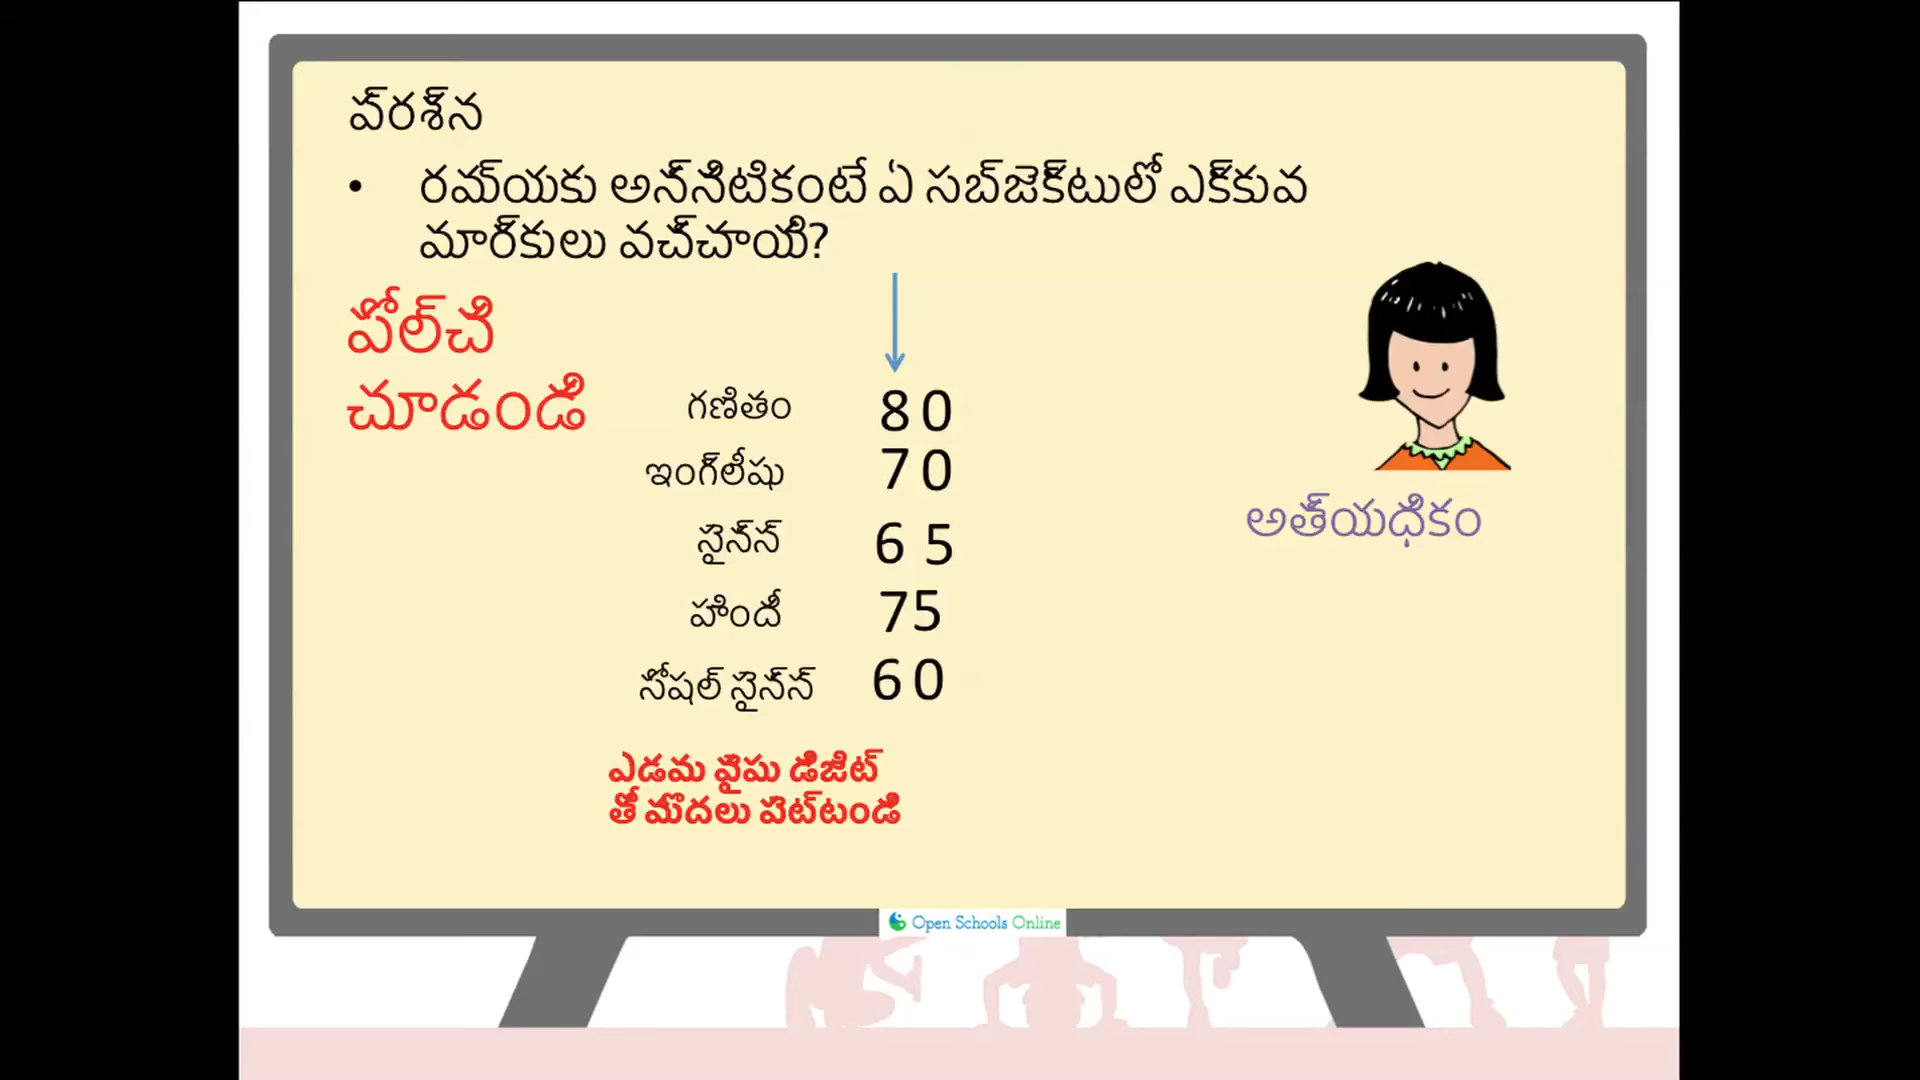 ప్రశ్న
• రమ్యకు అన్నిటికంటే ఏ సబ్జెక్టులో ఎక్కువ
మార్కులు వచ్చాయి?
పోల్చి
చూడండి
గణితం 80
ఇంగ్లీషు 70
సైన్స్ 65
హిందీ 75
సోషల్ సైన్స్ 60
అత్యధికం
ఎడమ వైపు డిజిట్
తో మొదలు పెట్టండి
Open Schools Online